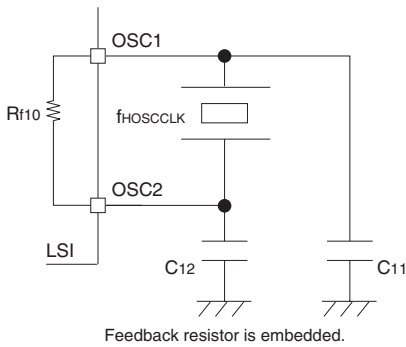 OSC1
Rf10
fHOSCCLK
OSC2
LSI
C12
C11
Feedback resistor is embedded.